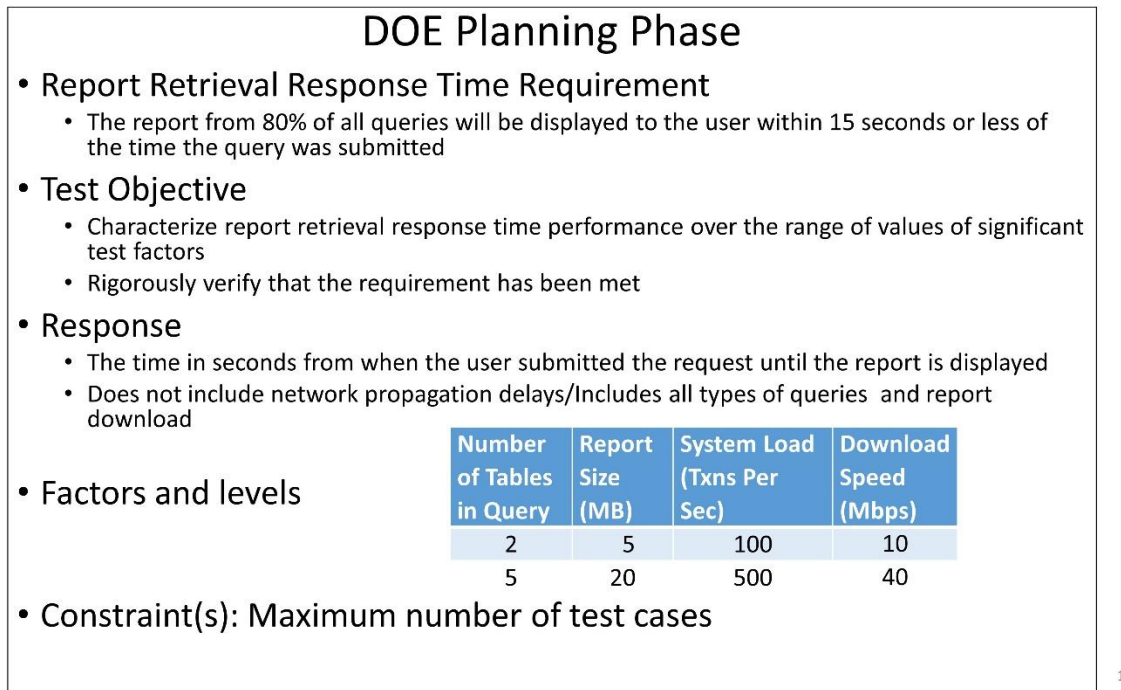 DOE Planning Phase
• Report Retrieval Response Time Requirement
• The report from 80% of all queries will be displayed to the user within 15 seconds or less of
the time the query was submitted
• Test Objective
• Characterize report retrieval response time performance over the range of values of significant
test factors
• Rigorously verify that the requirement has been met
• Response
• The time in seconds from when the user submitted the request until the report is displayed
• Does not include network propagation delays/Includes all types of queries and report
download
• Factors and levels
Number Report System Load Download
of Tables Size (Txns Per Speed
in Query (MB) Sec) (Mbps)
2 5 100 10
5 20 500 40
• Constraint(s): Maximum number of test cases
1